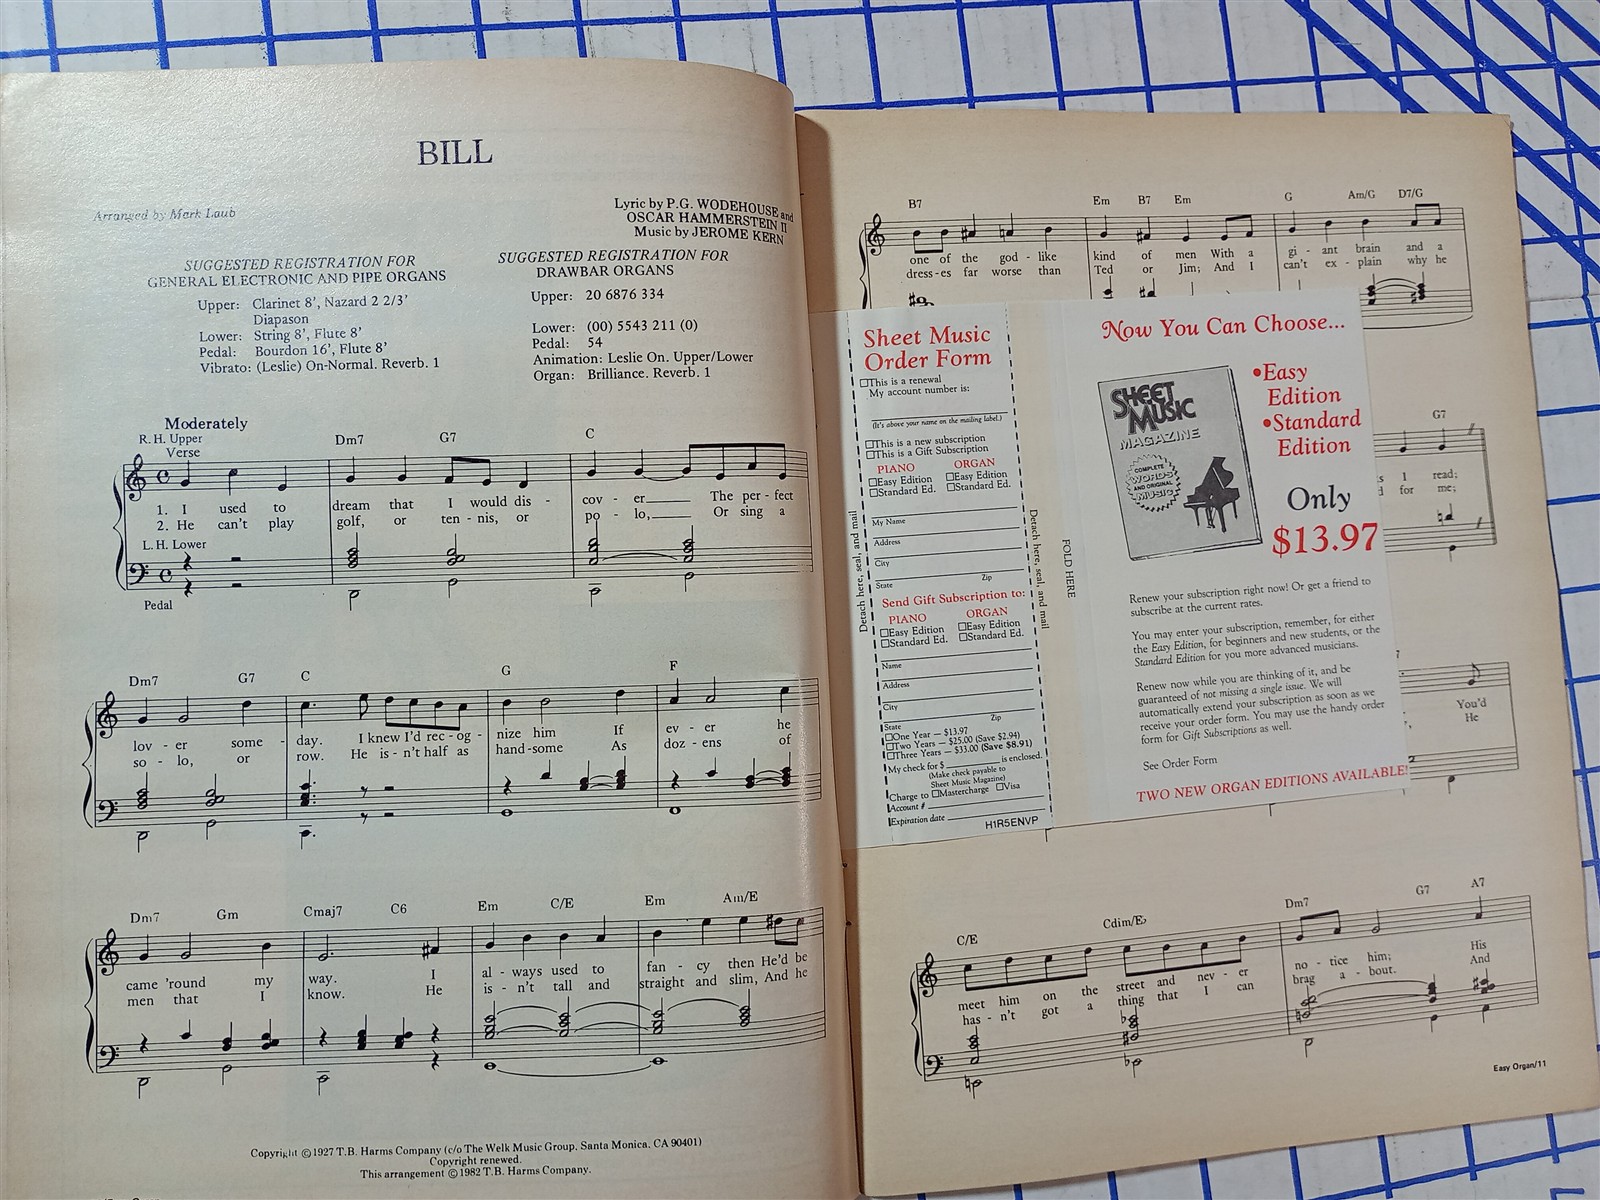 BILL
Arranged by Mark Laub
Lyric by P.G. WODEHOUSE and
OSCAR HAMMERSTEIN II
Music by JEROME KERN
SUGGESTED REGISTRATION FOR
GENERAL ELECTRONIC AND PIPE ORGANS
Upper: Clarinet 8', Nazard 2 2/3'
Diapason
Lower: String 8', Flute 8'
Pedal: Bourdon 16', Flute 8'
Vibrato: (Leslie) On-Normal. Reverb. 1
SUGGESTED REGISTRATION FOR
DRAWBAR ORGANS
Upper: 20 6876 334
Lower: (00) 5543 211 (0)
Pedal: 54
Animation: Leslie On. Upper/Lower
Organ: Brilliance. Reverb. 1
Moderately
R. H. Upper
Verse
Dm7 G7 C
1. I used to dream that I would dis - cov - er The per - fect
2. He can't play golf, or ten - nis, or po - lo, Or sing a
L. H. Lower
Pedal
Dm7 G7 C G F
lov - er some - day. I knew I'd rec - og - nize him If ev - er he
so - lo, or row. He is - n't half as hand - some As doz - ens of
Dm7 Gm Cmaj7 C6 Em C/E Em Am/E
came 'round my way. I al - ways used to fan - cy then He'd be
men that I know. He is - n't tall and straight and slim, And he
Copyright © 1927 T.B. Harms Company (c/o The Welk Music Group, Santa Monica, CA 90401)
Copyright renewed.
This arrangement © 1982 T.B. Harms Company.
B7 Em B7 Em G Am/G D7/G
one of the god - like kind of men With a gi - ant brain and a
dress - es far worse than Ted or Jim; And I can't ex - plain why he
G7
I read;
for me;
You'd
He
Sheet Music
Order Form
This is a renewal
My account number is:
(It's above your name on the mailing label.)
This is a new subscription
This is a Gift Subscription
PIANO ORGAN
Easy Edition Easy Edition
Standard Ed. Standard Ed.
My Name
Address
City
State Zip
Send Gift Subscription to:
PIANO ORGAN
Easy Edition Easy Edition
Standard Ed. Standard Ed.
Name
Address
City
State Zip
One Year — $13.97
Two Years — $25.00 (Save $2.94)
Three Years — $33.00 (Save $8.91)
My check for $ is enclosed.
(Make check payable to
Sheet Music Magazine)
Charge to Mastercharge Visa
Account #
Expiration date
H1R5ENVP
Detach here, seal, and mail
Detach here, seal, and mail
FOLD HERE
Now You Can Choose...
SHEET
MUSIC
MAGAZINE
COMPLETE
WORDS
AND ORIGINAL
MUSIC
•Easy
Edition
•Standard
Edition
Only
$13.97
Renew your subscription right now! Or get a friend to
subscribe at the current rates.
You may enter your subscription, remember, for either
the Easy Edition, for beginners and new students, or the
Standard Edition for you more advanced musicians.
Renew now while you are thinking of it, and be
guaranteed of not missing a single issue. We will
automatically extend your subscription as soon as we
receive your order form. You may use the handy order
form for Gift Subscriptions as well.
See Order Form
TWO NEW ORGAN EDITIONS AVAILABLE!
C/E Cdim/E♭ Dm7 G7 A7
meet him on the street and nev - er no - tice him; His
has - n't got a thing that I can brag a - bout. And
Easy Organ/11